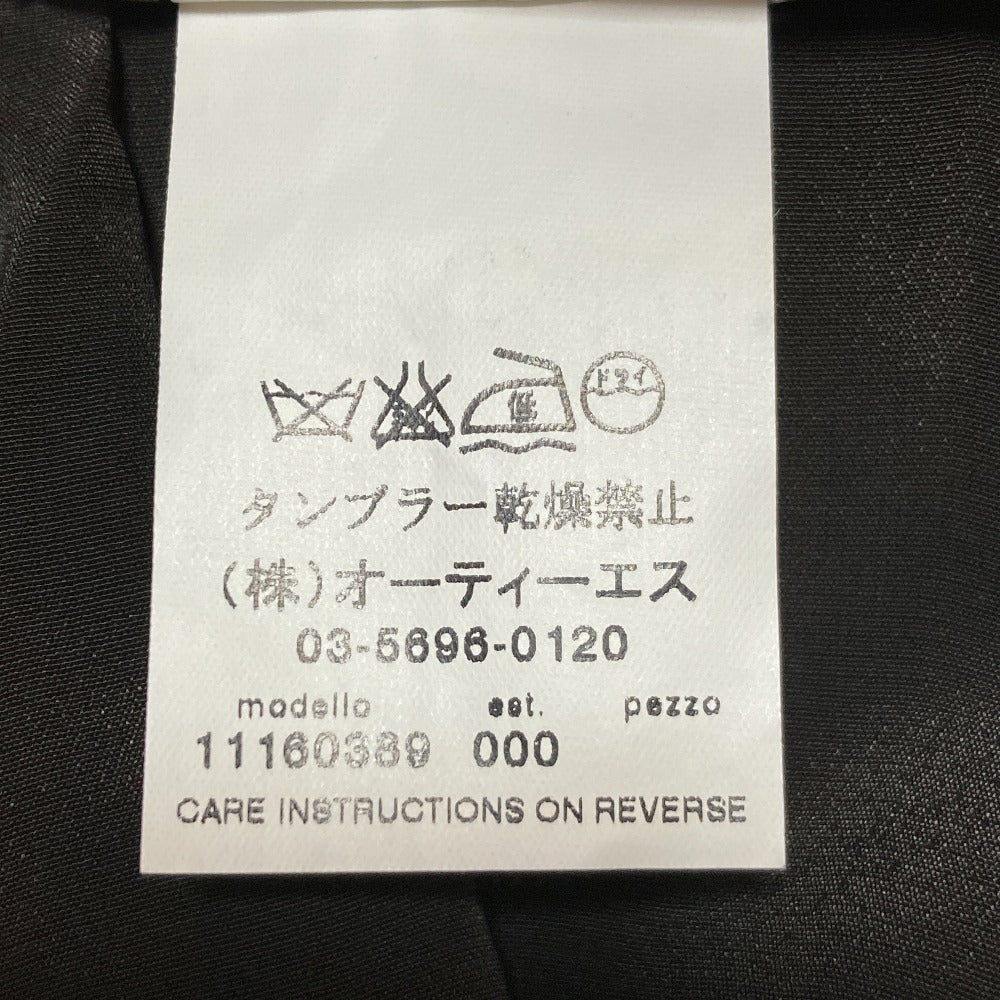 低 ドライ
タンブラー乾燥禁止
(株)オーティーエス
03-5696-0120
modello est. pezzo
11160389 000
CARE INSTRUCTIONS ON REVERSE